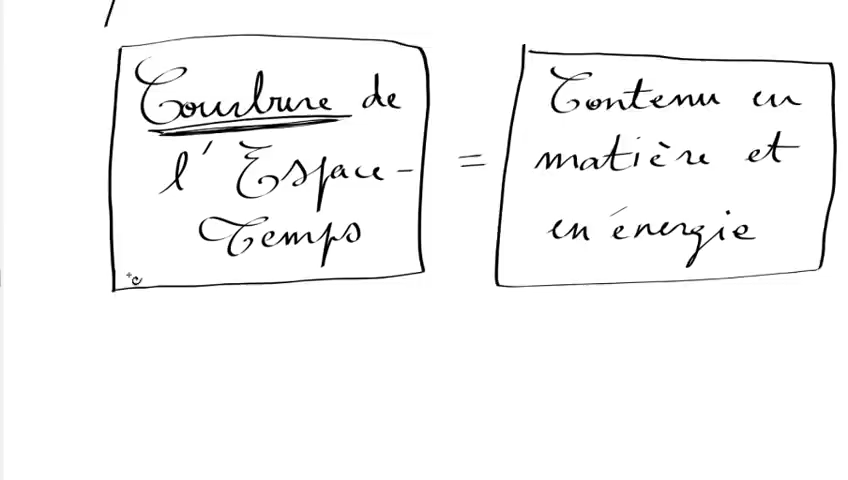 Courbure de
l'Espace-
Temps
=
Contenu en
matière et
en énergie